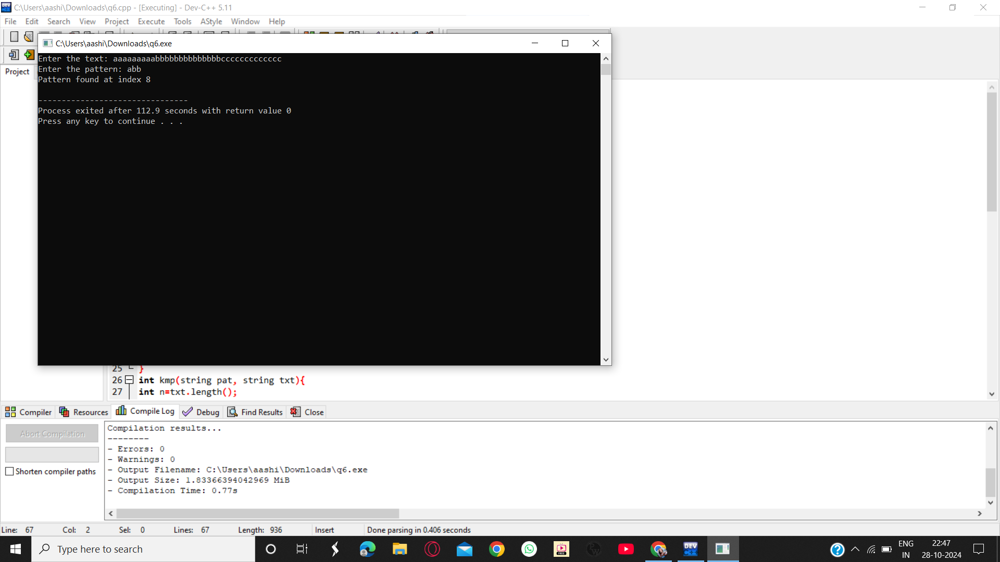 C:\Users\aashi\Downloads\q6.cpp - [Executing] - Dev-C++ 5.11
File Edit Search View Project Execute Tools AStyle Window Help
C:\Users\aashi\Downloads\q6.exe
Enter the text: aaaaaaaaabbbbbbbbbbbbbbccccccccccccc
Enter the pattern: abb
Pattern found at index 8
--------------------------------
Process exited after 112.9 seconds with return value 0
Press any key to continue . . .
Project
25 }
26 int kmp(string pat, string txt){
27 int n=txt.length();
Compiler Resources Compile Log Debug Find Results Close
Abort Compilation
Shorten compiler paths
Compilation results...
--------
- Errors: 0
- Warnings: 0
- Output Filename: C:\Users\aashi\Downloads\q6.exe
- Output Size: 1.83366394042969 MiB
- Compilation Time: 0.77s
Line: 67 Col: 2 Sel: 0 Lines: 67 Length: 936 Insert Done parsing in 0.406 seconds
Type here to search
DEV
ENG
IN
22:47
28-10-2024